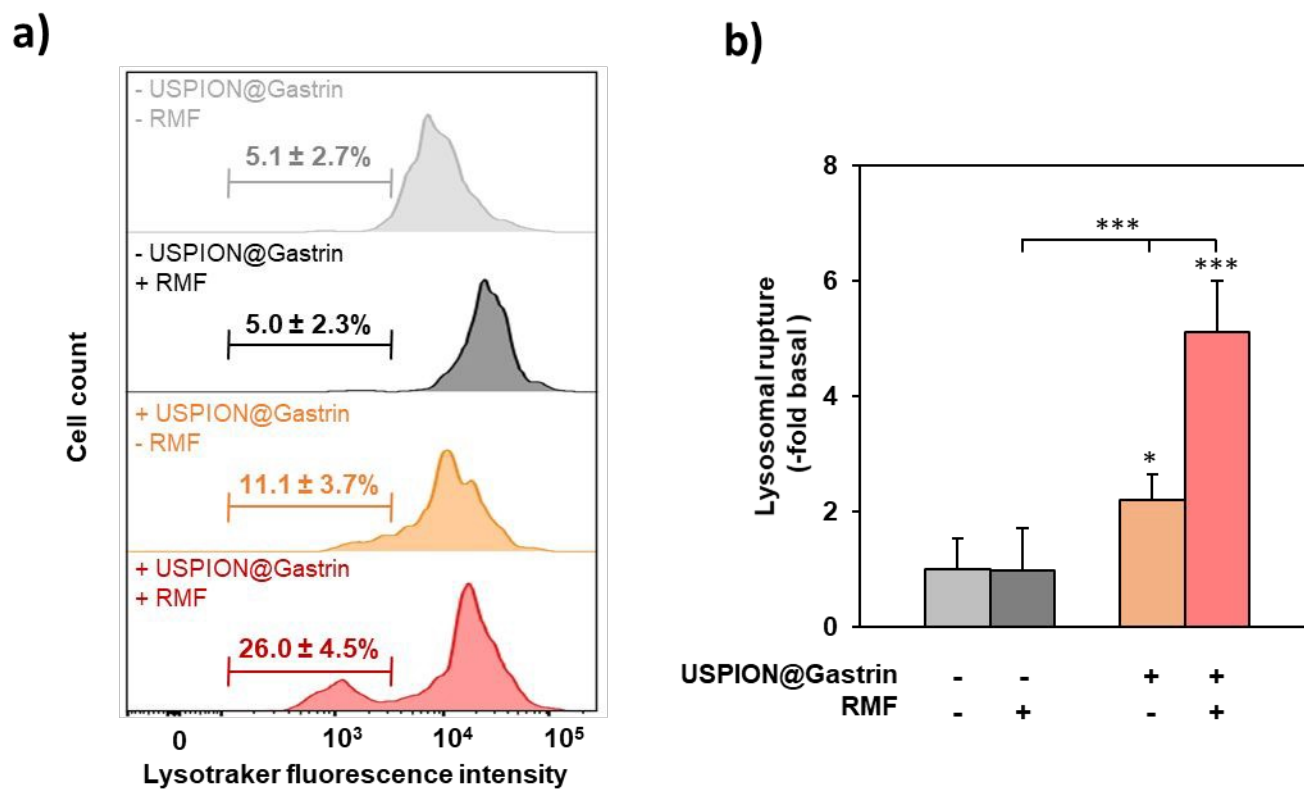 a)
- USPION@Gastrin
- RMF
5.1 ± 2.7%
- USPION@Gastrin
+ RMF
5.0 ± 2.3%
+ USPION@Gastrin
- RMF
11.1 ± 3.7%
+ USPION@Gastrin
+ RMF
26.0 ± 4.5%
Cell count
0 10³ 10⁴ 10⁵
Lysotraker fluorescence intensity
b)
Lysosomal rupture
(-fold basal )
8
6
4
2
0
***
***
*
USPION@Gastrin - - + +
RMF - + - +